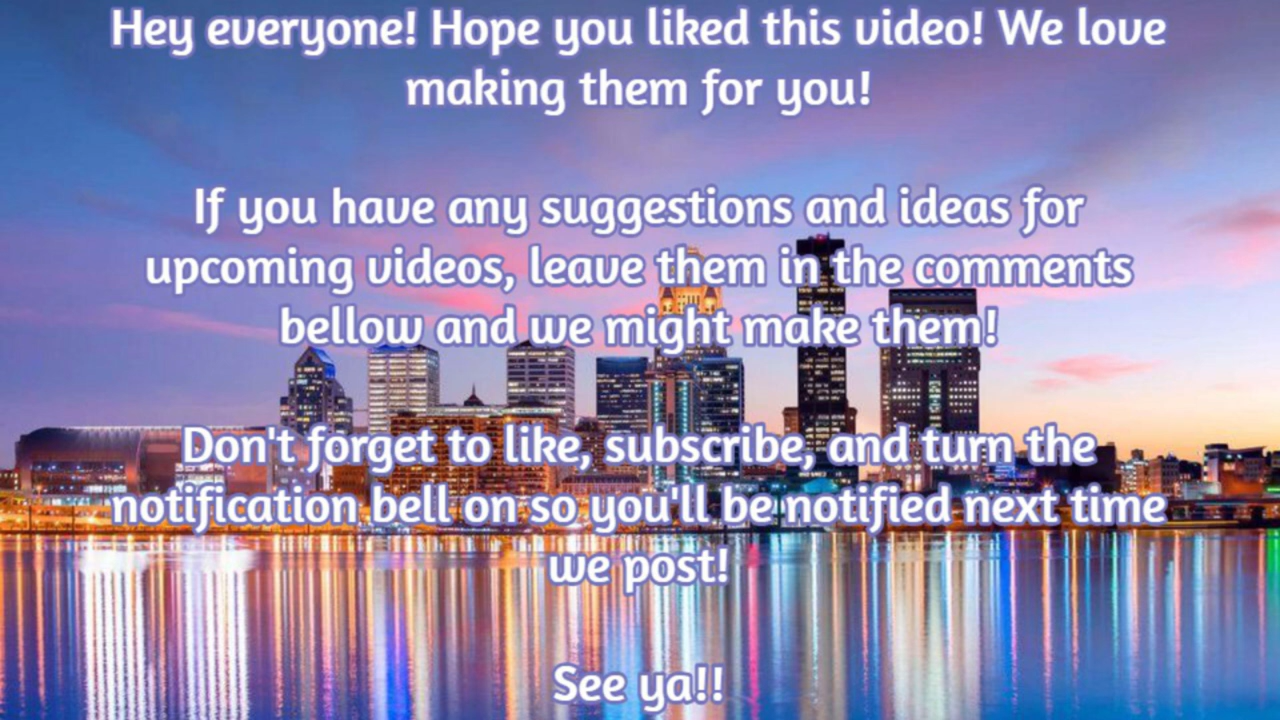 Hey everyone! Hope you liked this video! We love
making them for you!
If you have any suggestions and ideas for
upcoming videos, leave them in the comments
bellow and we might make them!
Don't forget to like, subscribe, and turn the
notification bell on so you'll be notified next time
we post!
See ya!!